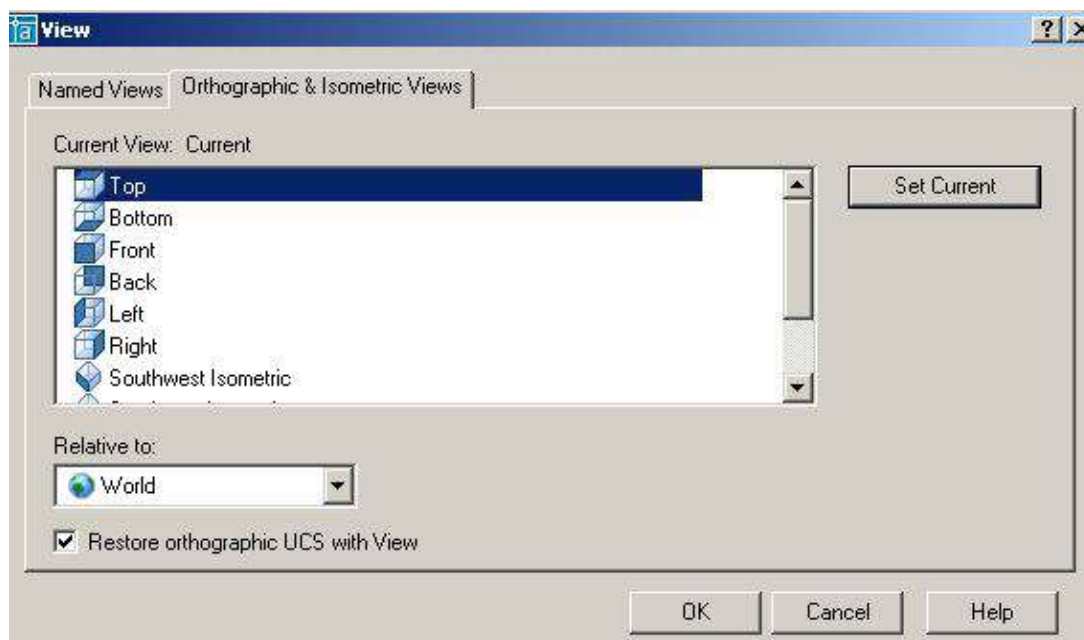 View
Named Views
Orthographic & Isometric Views
Current View: Current
Top
Bottom
Front
Back
Left
Right
Southwest Isometric
Set Current
Relative to:
World
Restore orthographic UCS with View
OK
Cancel
Help